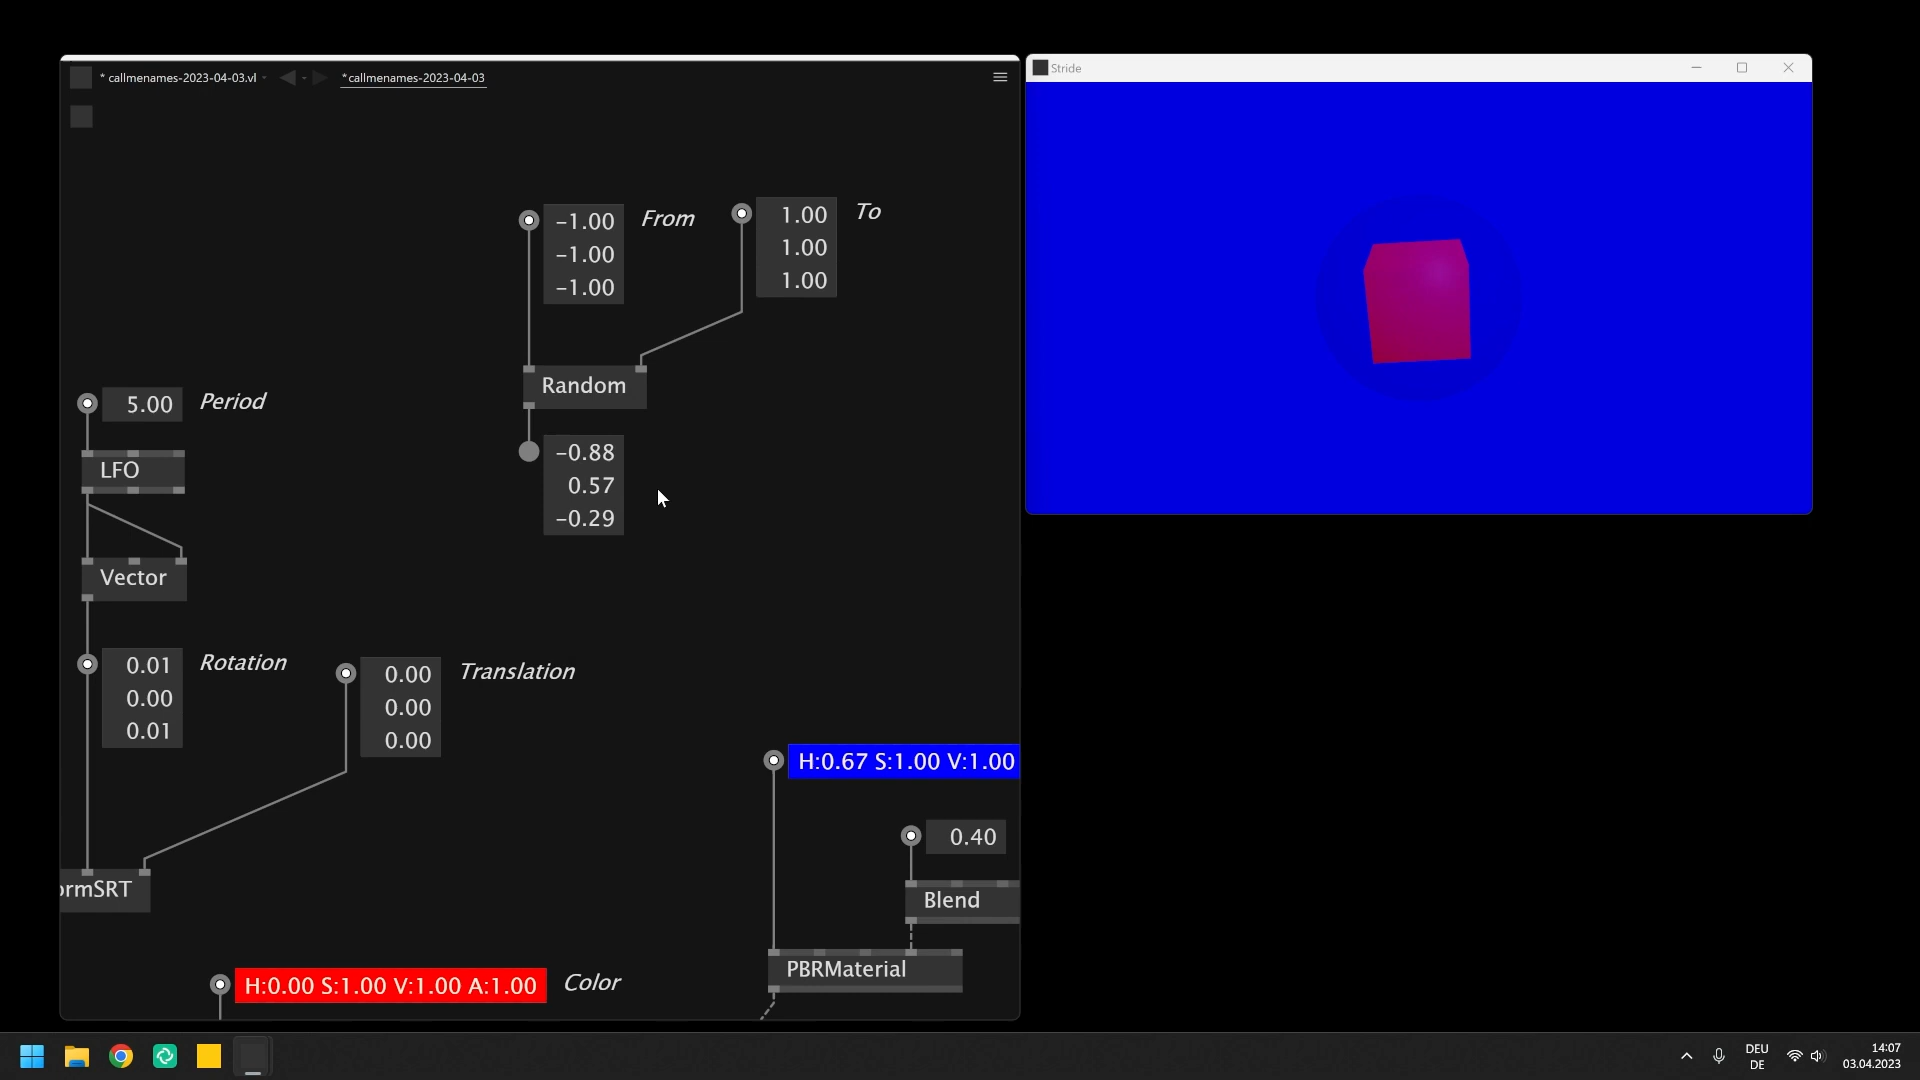 * callmenames-2023-04-03.vl
*callmenames-2023-04-03
Stride
-1.00
-1.00
-1.00
From
1.00
1.00
1.00
To
Random
-0.88
0.57
-0.29
5.00
Period
LFO
Vector
0.01
0.00
0.01
Rotation
0.00
0.00
0.00
Translation
H:0.67 S:1.00 V:1.00
0.40
Blend
ormSRT
PBRMaterial
H:0.00 S:1.00 V:1.00 A:1.00
Color
DEU
DE
14:07
03.04.2023